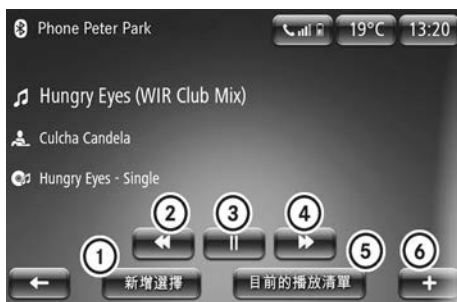 Phone Peter Park 19°C 13:20
Hungry Eyes (WIR Club Mix)
Culcha Candela
Hungry Eyes - Single
2 3 4
1 5 6
新增選擇 目前的播放清單 +